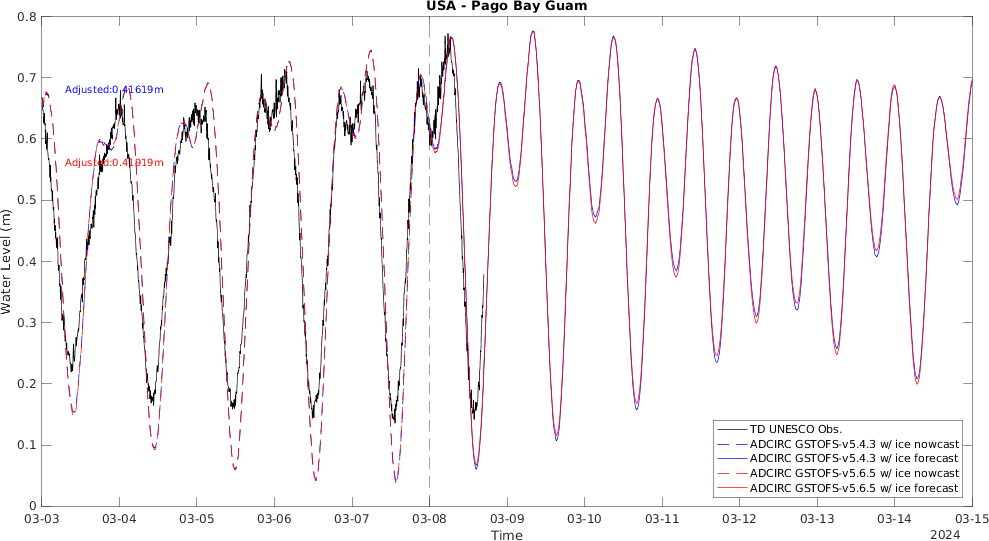 USA - Pago Bay Guam
0.8
0.7
0.6
0.5
0.4
0.3
0.2
0.1
0
Water Level (m)
Adjusted:0.41619m
Adjusted:0.41919m
TD UNESCO Obs.
ADCIRC GSTOFS-v5.4.3 w/ ice nowcast
ADCIRC GSTOFS-v5.4.3 w/ ice forecast
ADCIRC GSTOFS-v5.6.5 w/ ice nowcast
ADCIRC GSTOFS-v5.6.5 w/ ice forecast
03-03 03-04 03-05 03-06 03-07 03-08 03-09 03-10 03-11 03-12 03-13 03-14 03-15
Time
2024